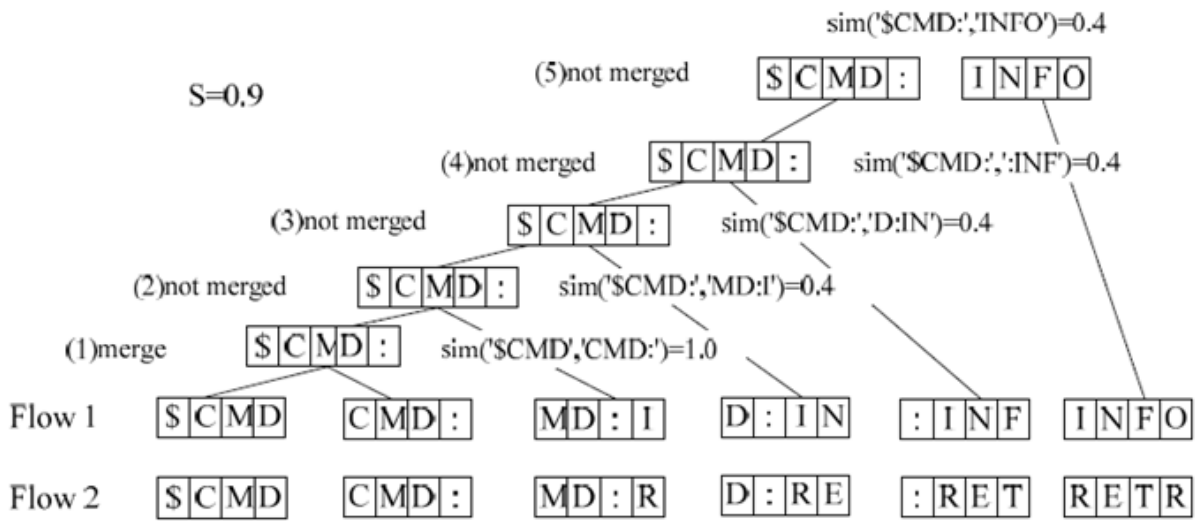 sim('$CMD:','INFO')=0.4
S=0.9
(5)not merged $CMD: INFO
(4)not merged $CMD: sim('$CMD:',':INF')=0.4
(3)not merged $CMD: sim('$CMD:','D:IN')=0.4
(2)not merged $CMD: sim('$CMD:','MD:I')=0.4
(1)merge $CMD: sim('$CMD','CMD:')=1.0
Flow 1 $CMD CMD: MD:I D:IN :INF INFO
Flow 2 $CMD CMD: MD:R D:RE :RET RETR